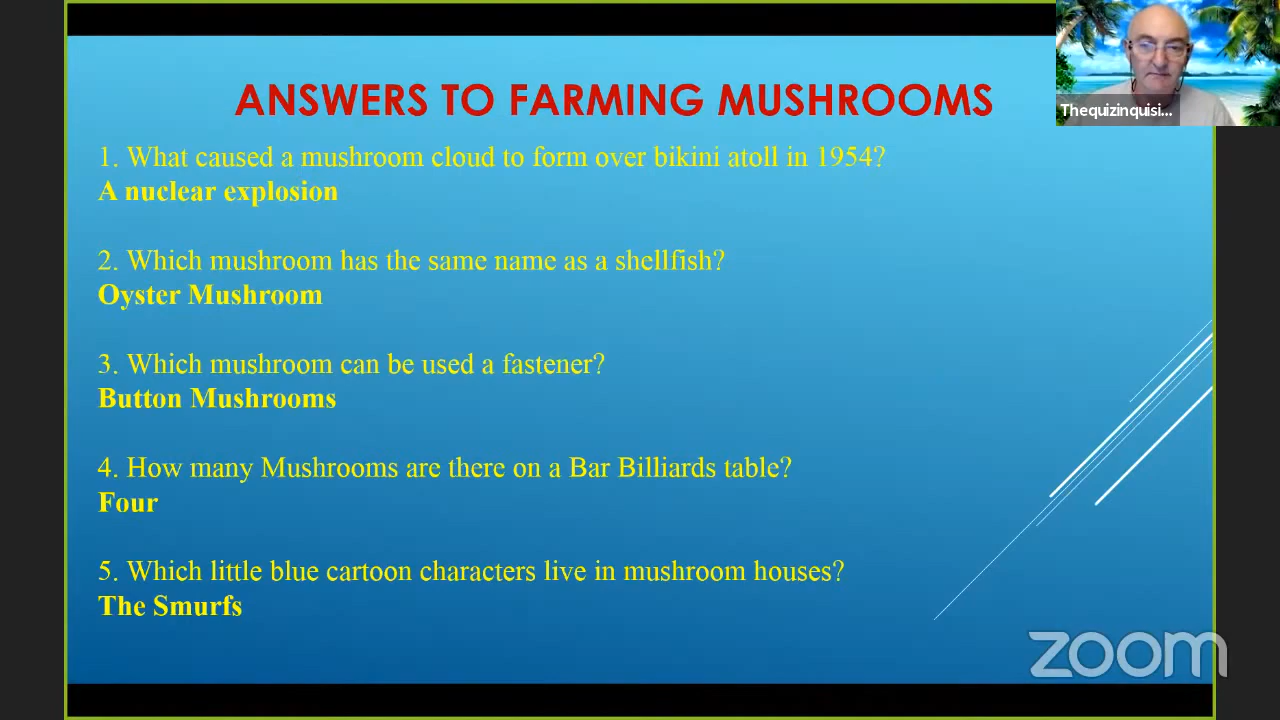 ANSWERS TO FARMING MUSHROOMS
Thequizinquisi...
1. What caused a mushroom cloud to form over bikini atoll in 1954?
A nuclear explosion
2. Which mushroom has the same name as a shellfish?
Oyster Mushroom
3. Which mushroom can be used a fastener?
Button Mushrooms
4. How many Mushrooms are there on a Bar Billiards table?
Four
5. Which little blue cartoon characters live in mushroom houses?
The Smurfs
zoom